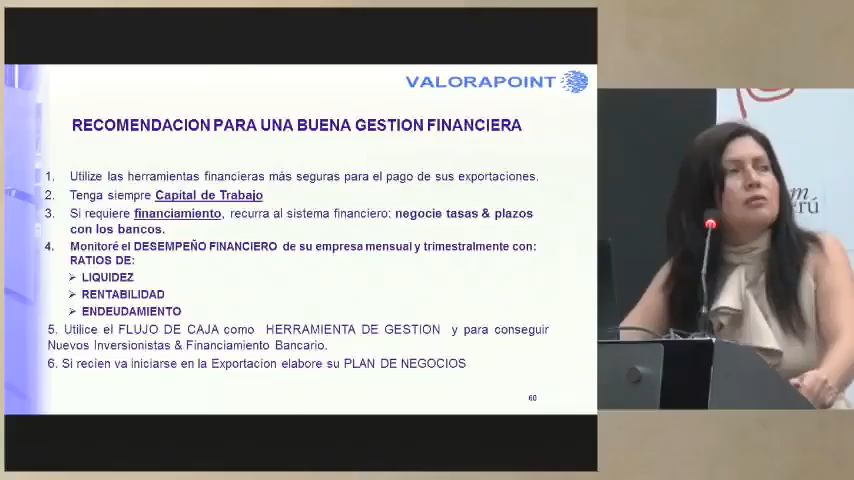 VALORAPOINT
RECOMENDACION PARA UNA BUENA GESTION FINANCIERA
1. Utilize las herramientas financieras más seguras para el pago de sus exportaciones.
2. Tenga siempre Capital de Trabajo
3. Si requiere financiamiento, recurra al sistema financiero: negocie tasas & plazos
con los bancos.
4. Monitoré el DESEMPEÑO FINANCIERO de su empresa mensual y trimestralmente con:
RATIOS DE:
➢ LIQUIDEZ
➢ RENTABILIDAD
➢ ENDEUDAMIENTO
5. Utilice el FLUJO DE CAJA como HERRAMIENTA DE GESTION y para conseguir
Nuevos Inversionistas & Financiamiento Bancario.
6. Si recien va iniciarse en la Exportacion elabore su PLAN DE NEGOCIOS
60